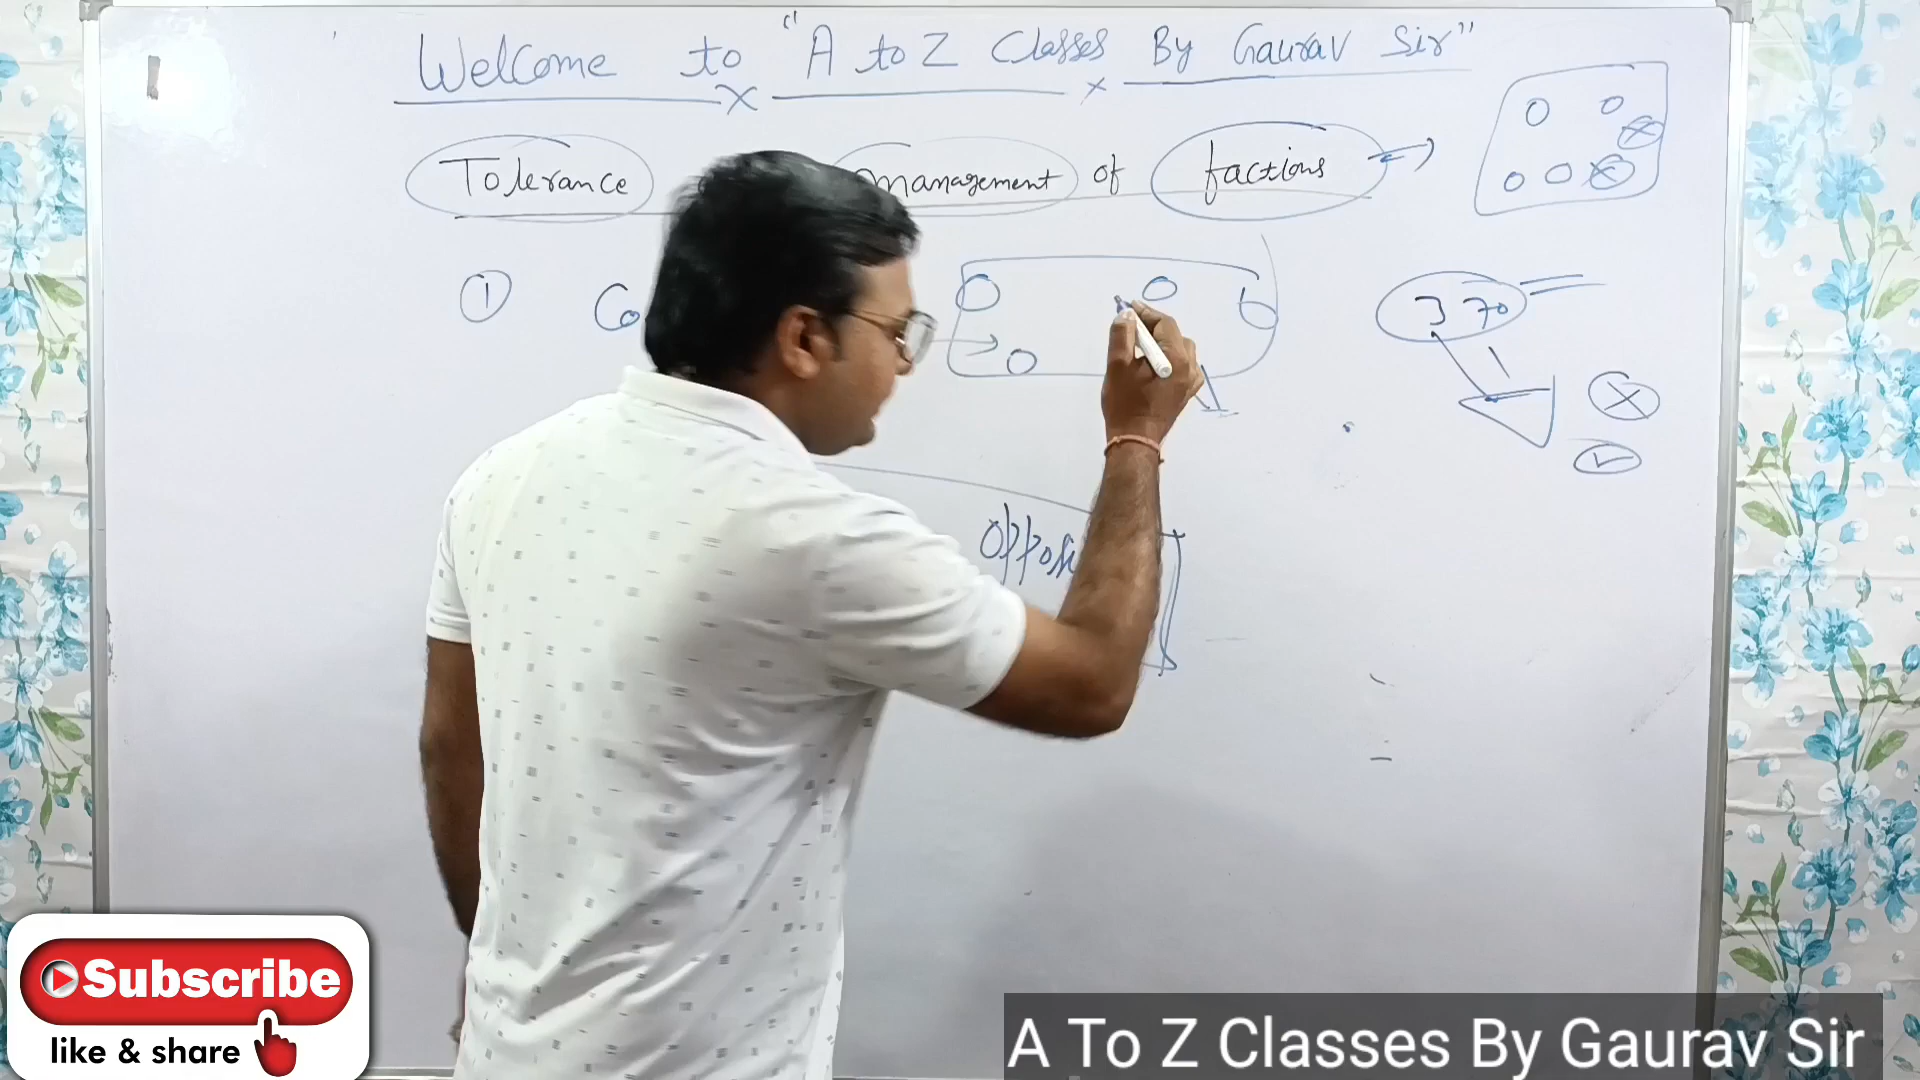 Welcome to "A to Z Classes By Gaurav Sir"
Tolerance management of factions
1
370
Subscribe
like & share
A To Z Classes By Gaurav Sir